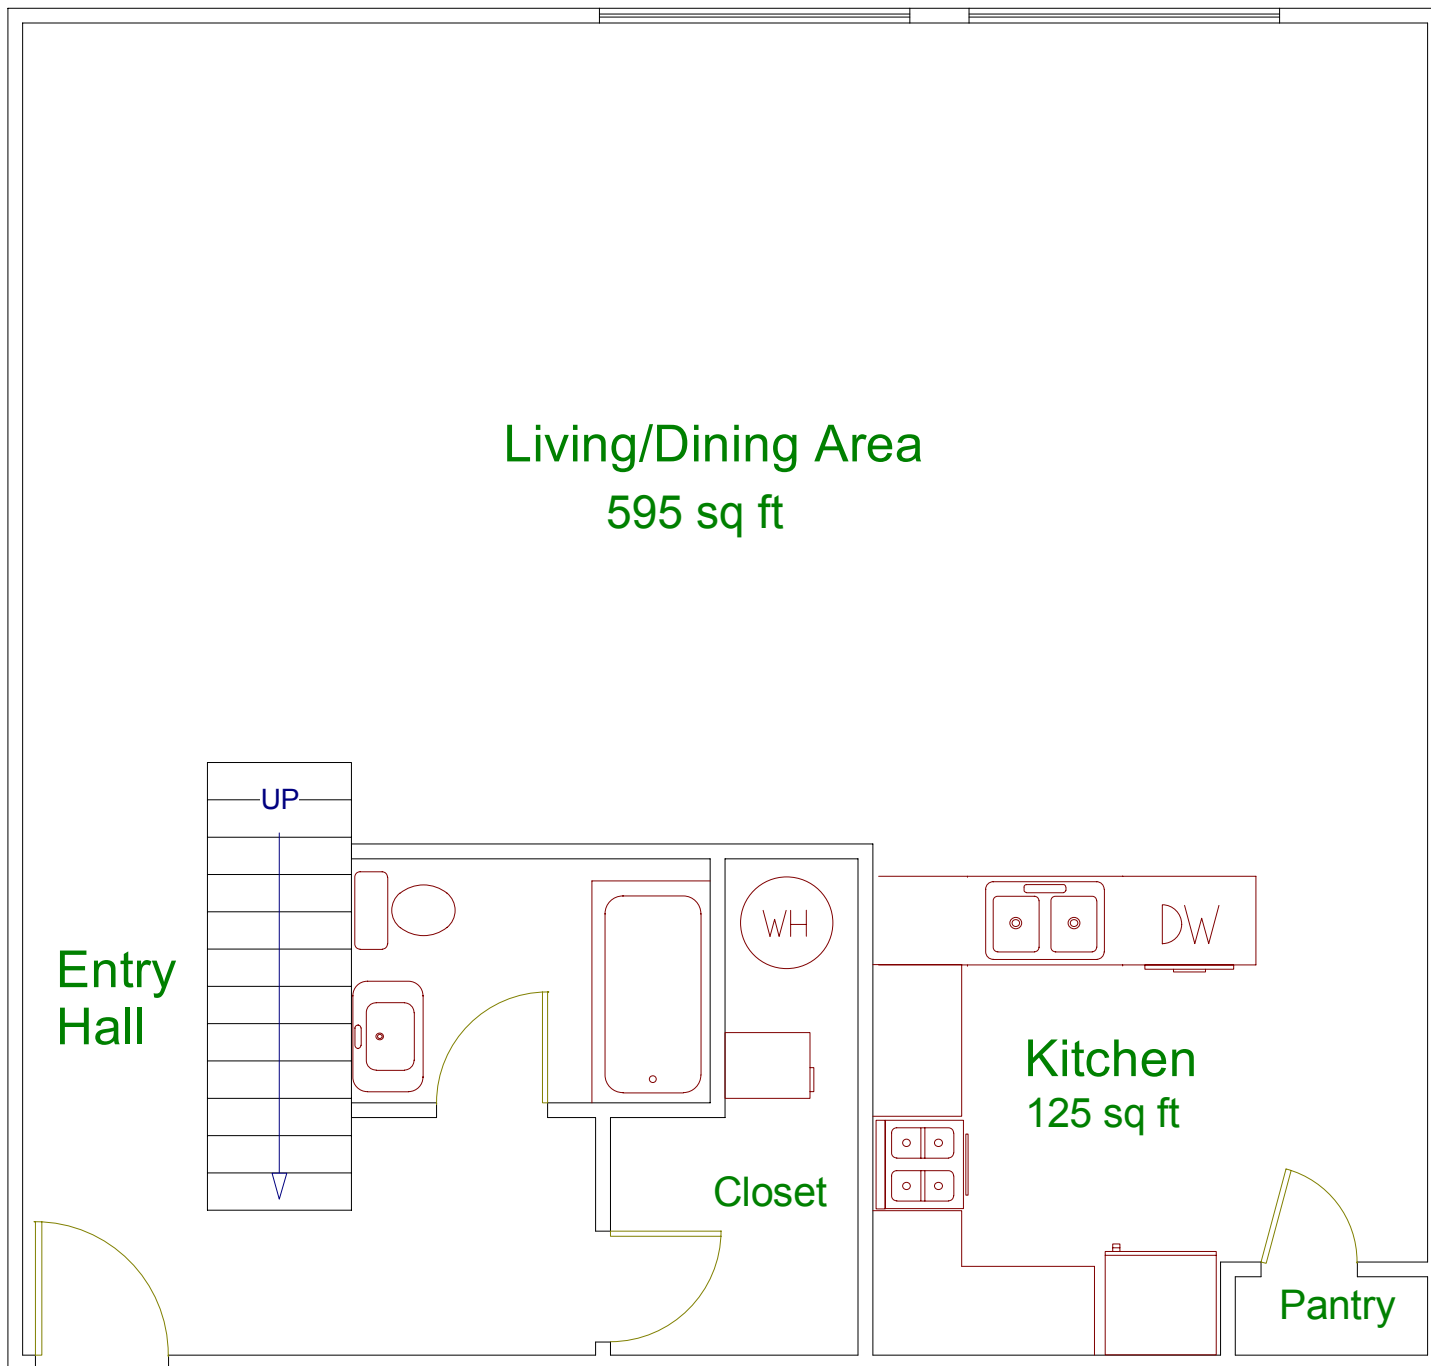 Living/Dining Area
595 sq ft
UP
WH
DW
Entry
Hall
Kitchen
125 sq ft
Closet
Pantry